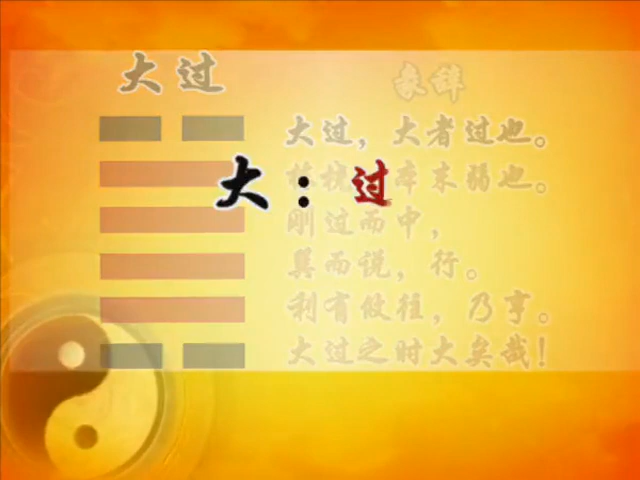 大过
彖辞
大过，大者过也。
本末弱也。
大：过
刚过而中，
巽而说，行。
利有攸往，乃亨。
大过之时大矣哉！